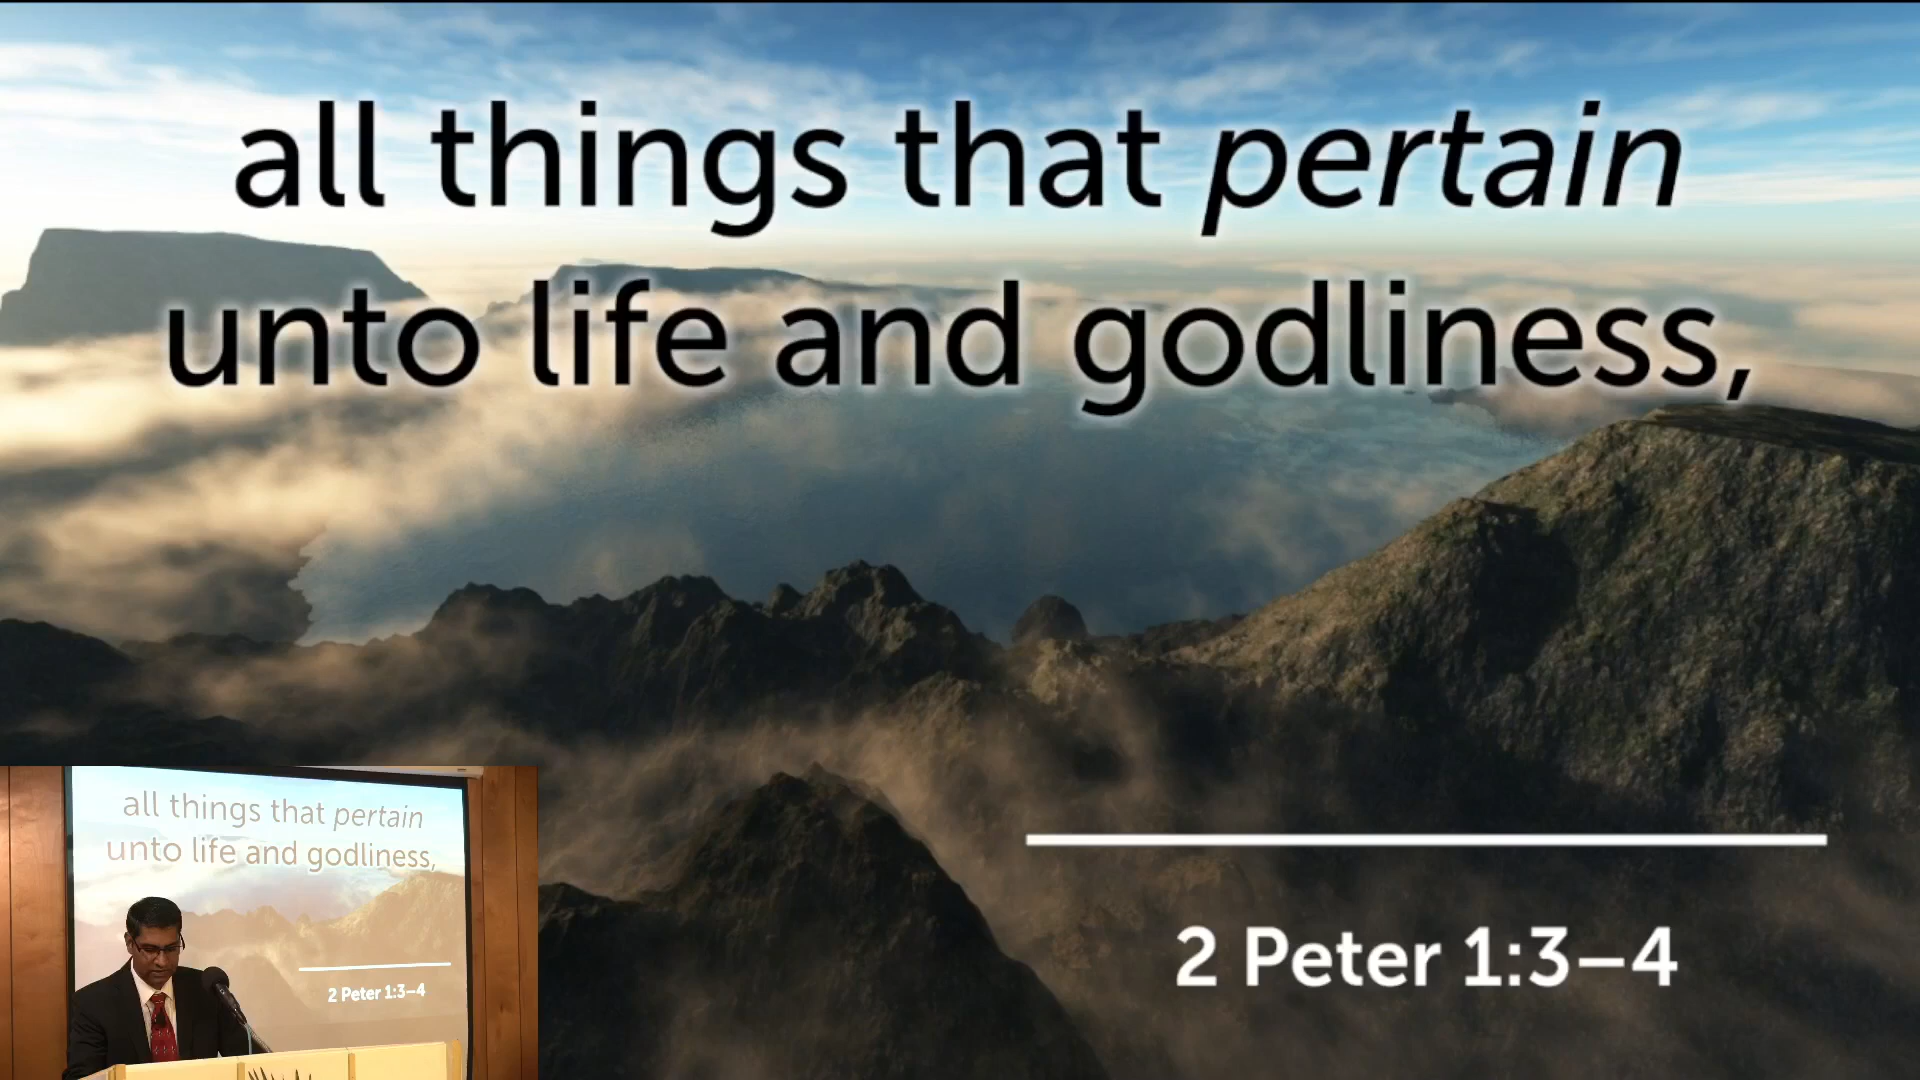 all things that pertain
unto life and godliness,
2 Peter 1:3–4
all things that pertain
unto life and godliness,
2 Peter 1:3–4